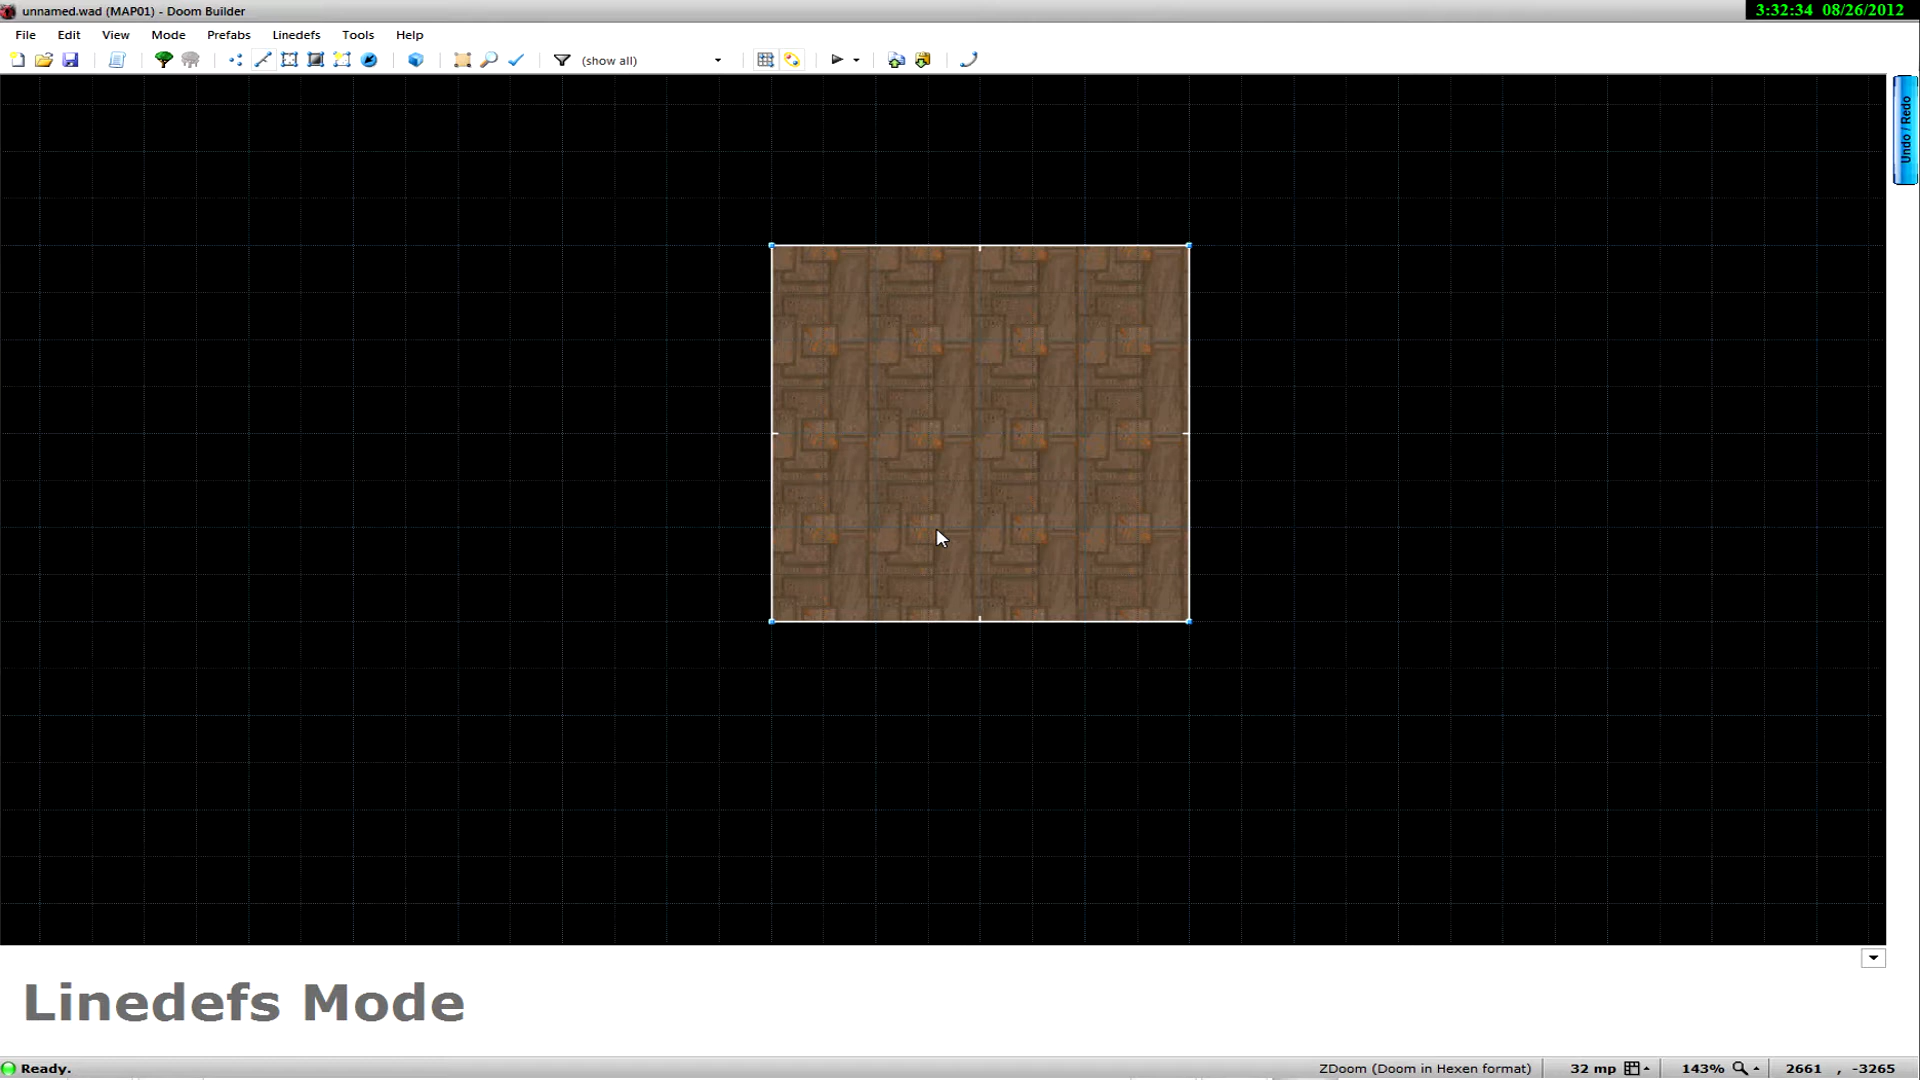 unnamed.wad (MAP01) - Doom Builder
3:32:34 08/26/2012
File Edit View Mode Prefabs Linedefs Tools Help
(show all)
Undo / Redo
Linedefs Mode
Ready.
ZDoom (Doom in Hexen format) 32 mp 143% 2661 , -3265